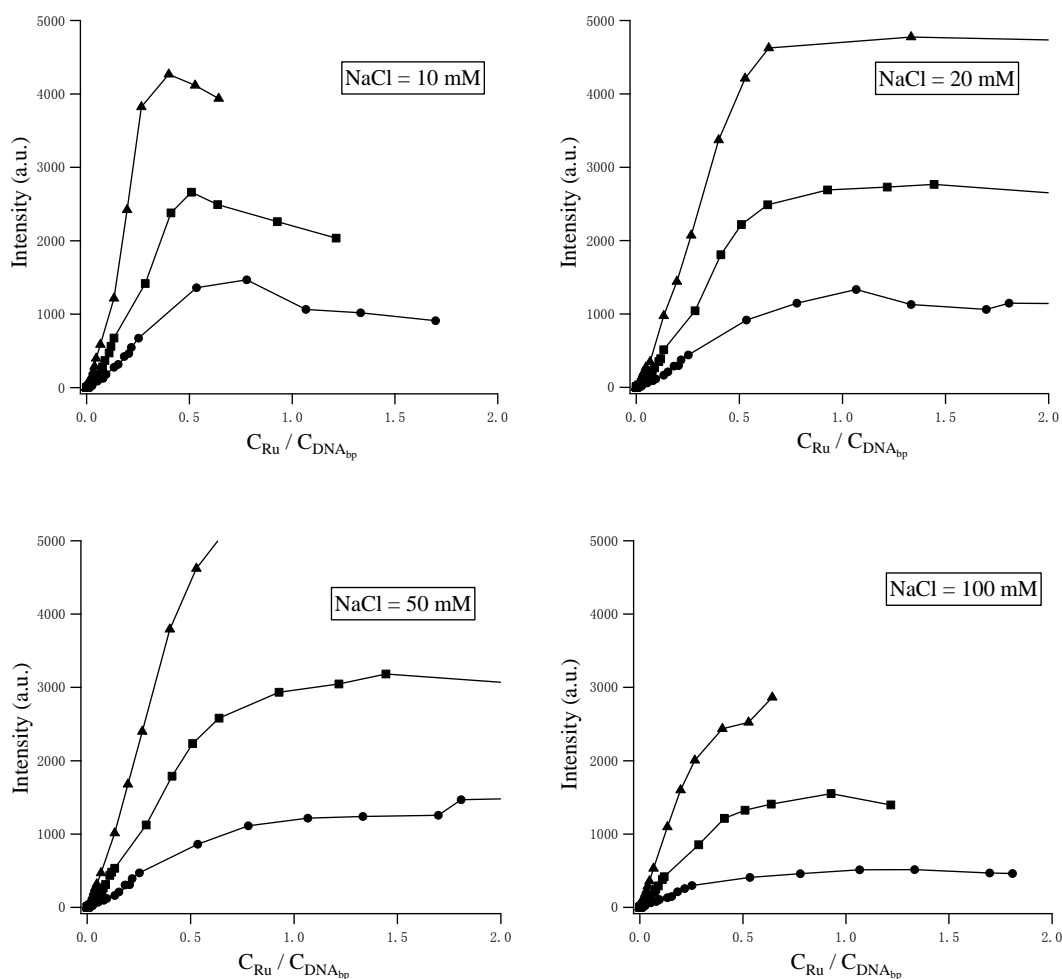 5000
4000
3000
2000
1000
0
Intensity (a.u.)
NaCl = 10 mM
0.0 0.5 1.0 1.5 2.0
C_Ru / C_DNA_bp
5000
4000
3000
2000
1000
0
Intensity (a.u.)
NaCl = 20 mM
0.0 0.5 1.0 1.5 2.0
C_Ru / C_DNA_bp
5000
4000
3000
2000
1000
0
Intensity (a.u.)
NaCl = 50 mM
0.0 0.5 1.0 1.5 2.0
C_Ru / C_DNA_bp
5000
4000
3000
2000
1000
0
Intensity (a.u.)
NaCl = 100 mM
0.0 0.5 1.0 1.5 2.0
C_Ru / C_DNA_bp